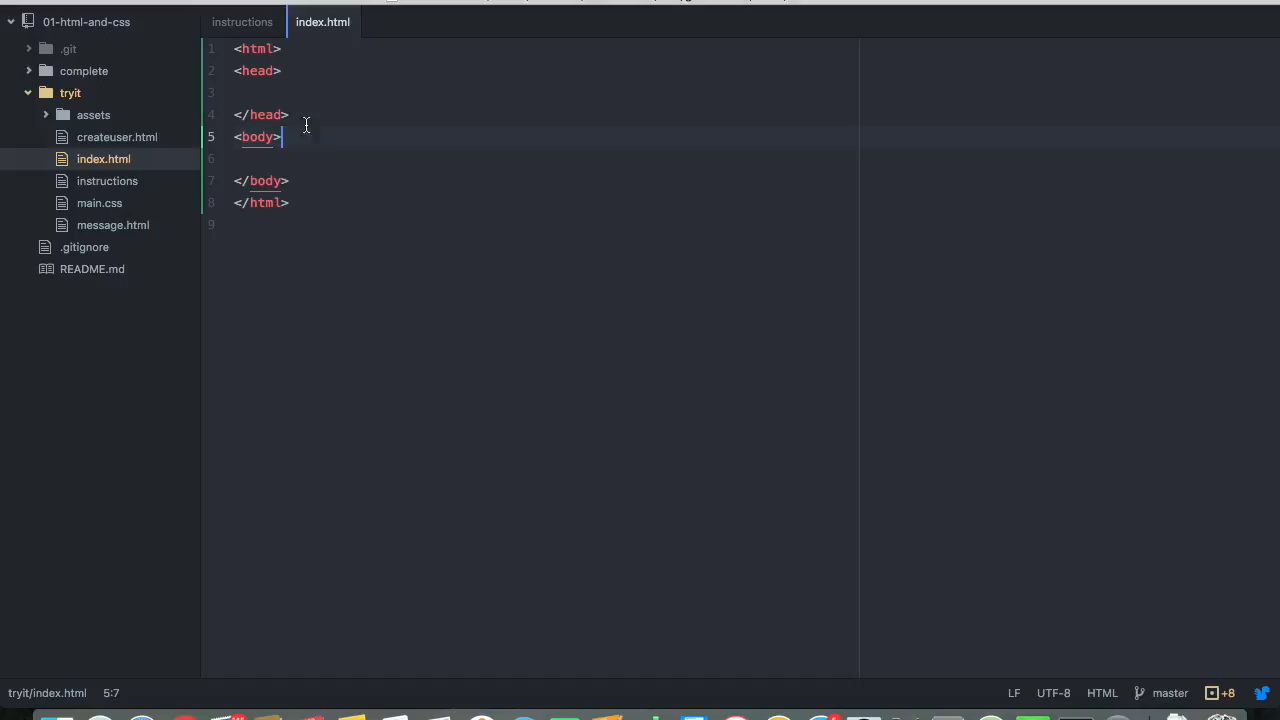 01-html-and-css
.git
complete
tryit
assets
createuser.html
index.html
instructions
main.css
message.html
.gitignore
README.md
instructions index.html
1 <html>
2 <head>
3
4 </head>
5 <body>
6
7 </body>
8 </html>
9
tryit/index.html 5:7 LF UTF-8 HTML master +8